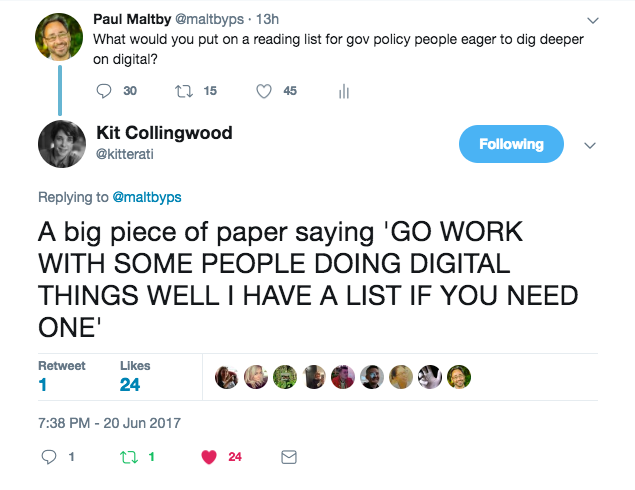 Paul Maltby @maltbyps · 13h
What would you put on a reading list for gov policy people eager to dig deeper
on digital?
30 15 45
Kit Collingwood
@kitterati
Following
Replying to @maltbyps
A big piece of paper saying 'GO WORK
WITH SOME PEOPLE DOING DIGITAL
THINGS WELL I HAVE A LIST IF YOU NEED
ONE'
Retweet Likes
1 24
7:38 PM - 20 Jun 2017
1 1 24